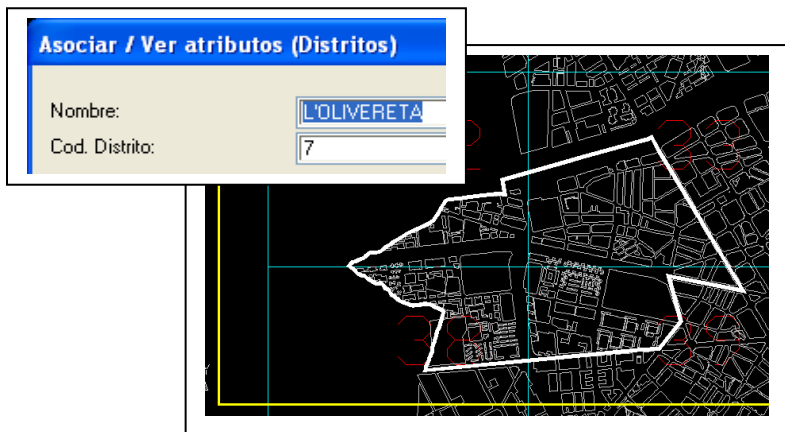 Asociar / Ver atributos (Distritos)
Nombre: L'OLIVERETA
Cod. Distrito: 7